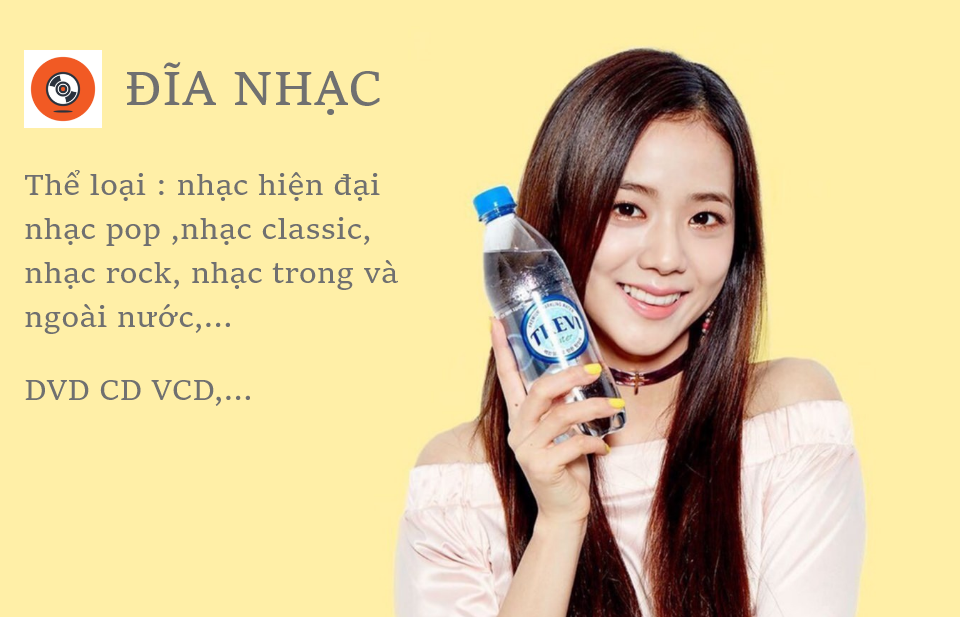 ĐĨA NHẠC
Thể loại : nhạc hiện đại
nhạc pop ,nhạc classic,
nhạc rock, nhạc trong và
ngoài nước,...
DVD CD VCD,...
TREVI